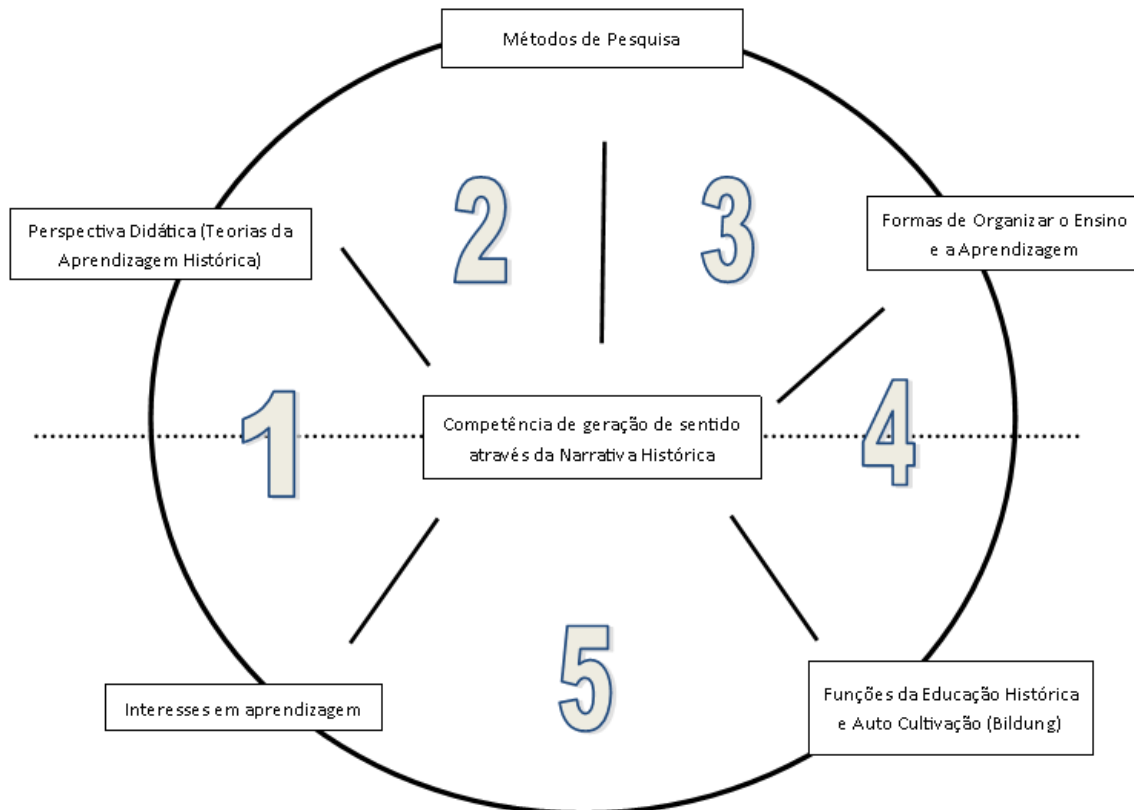 Métodos de Pesquisa
2
3
Perspectiva Didática (Teorias da
Aprendizagem Histórica)
Formas de Organizar o Ensino
e a Aprendizagem
1
Competência de geração de sentido
através da Narrativa Histórica
4
5
Interesses em aprendizagem
Funções da Educação Histórica
e Auto Cultivação (Bildung)